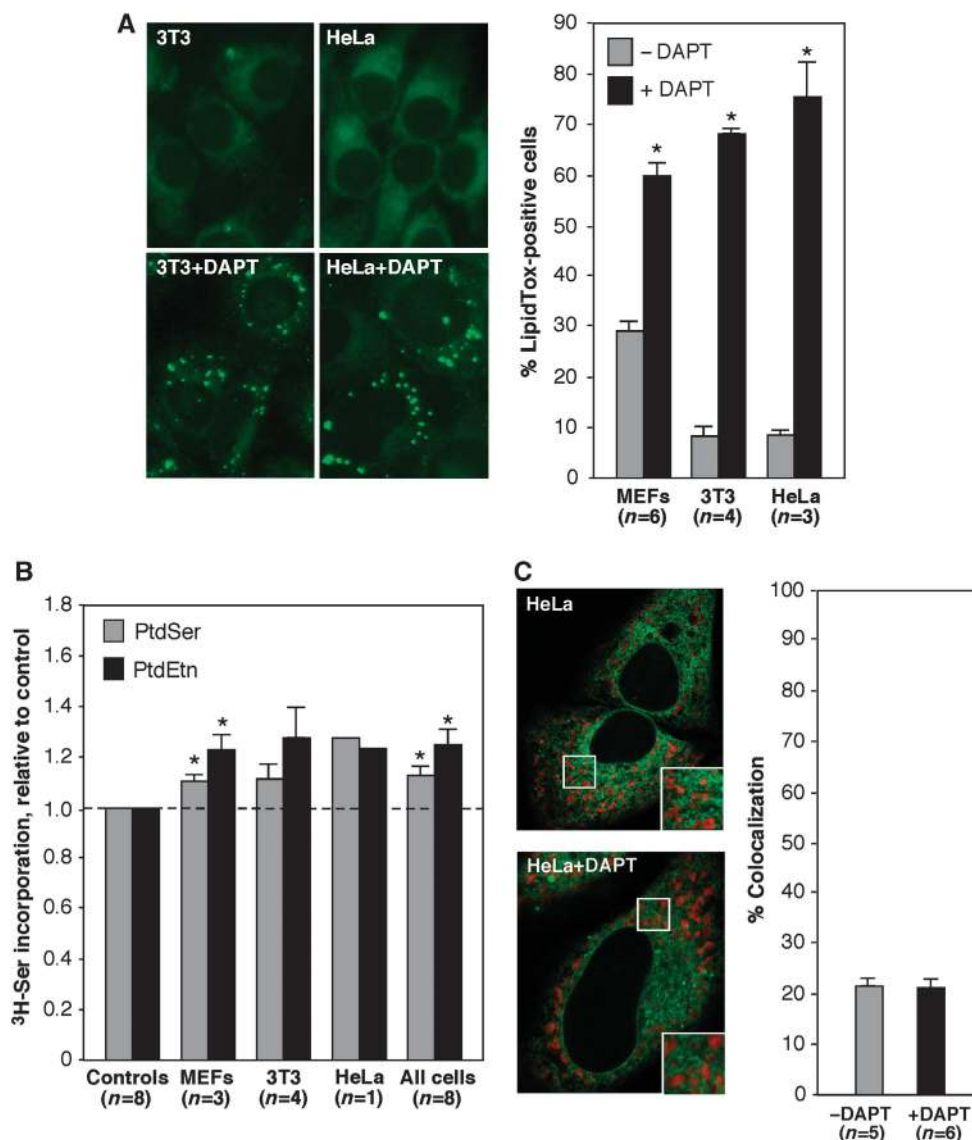 A
3T3
HeLa
3T3+DAPT
HeLa+DAPT
% LipidTox-positive cells
90
80
70
60
50
40
30
20
10
0
– DAPT
+ DAPT
*
*
*
MEFs
3T3
HeLa
(n=6)
(n=4)
(n=3)
B
³H-Ser incorporation, relative to control
1.8
1.6
1.4
1.2
1.0
0.8
0.6
0.4
0.2
0
PtdSer
PtdEtn
*
*
*
*
Controls
MEFs
3T3
HeLa
All cells
(n=8)
(n=3)
(n=4)
(n=1)
(n=8)
C
HeLa
HeLa+DAPT
% Colocalization
100
90
80
70
60
50
40
30
20
10
0
–DAPT
+DAPT
(n=5)
(n=6)